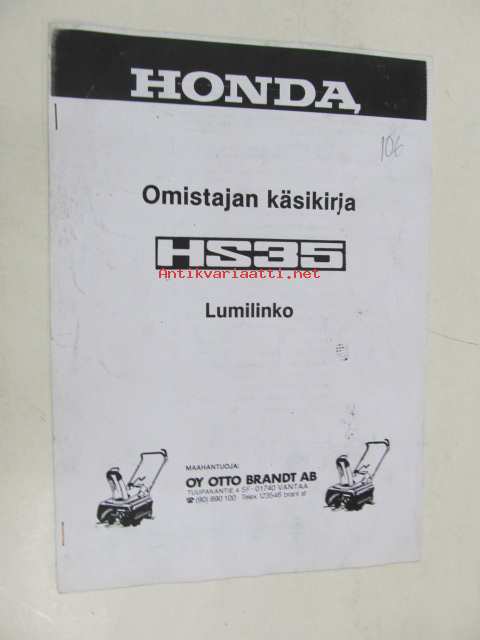 HONDA
106
Omistajan käsikirja
HS35
Antikvariaatti.net
Lumilinko
MAAHANTUOJA:
OY OTTO BRANDT AB
TUUPAKANTIE 4 SF - 01740 VANTAA
☎ (90) 890 100 Telex 123546 brant sf